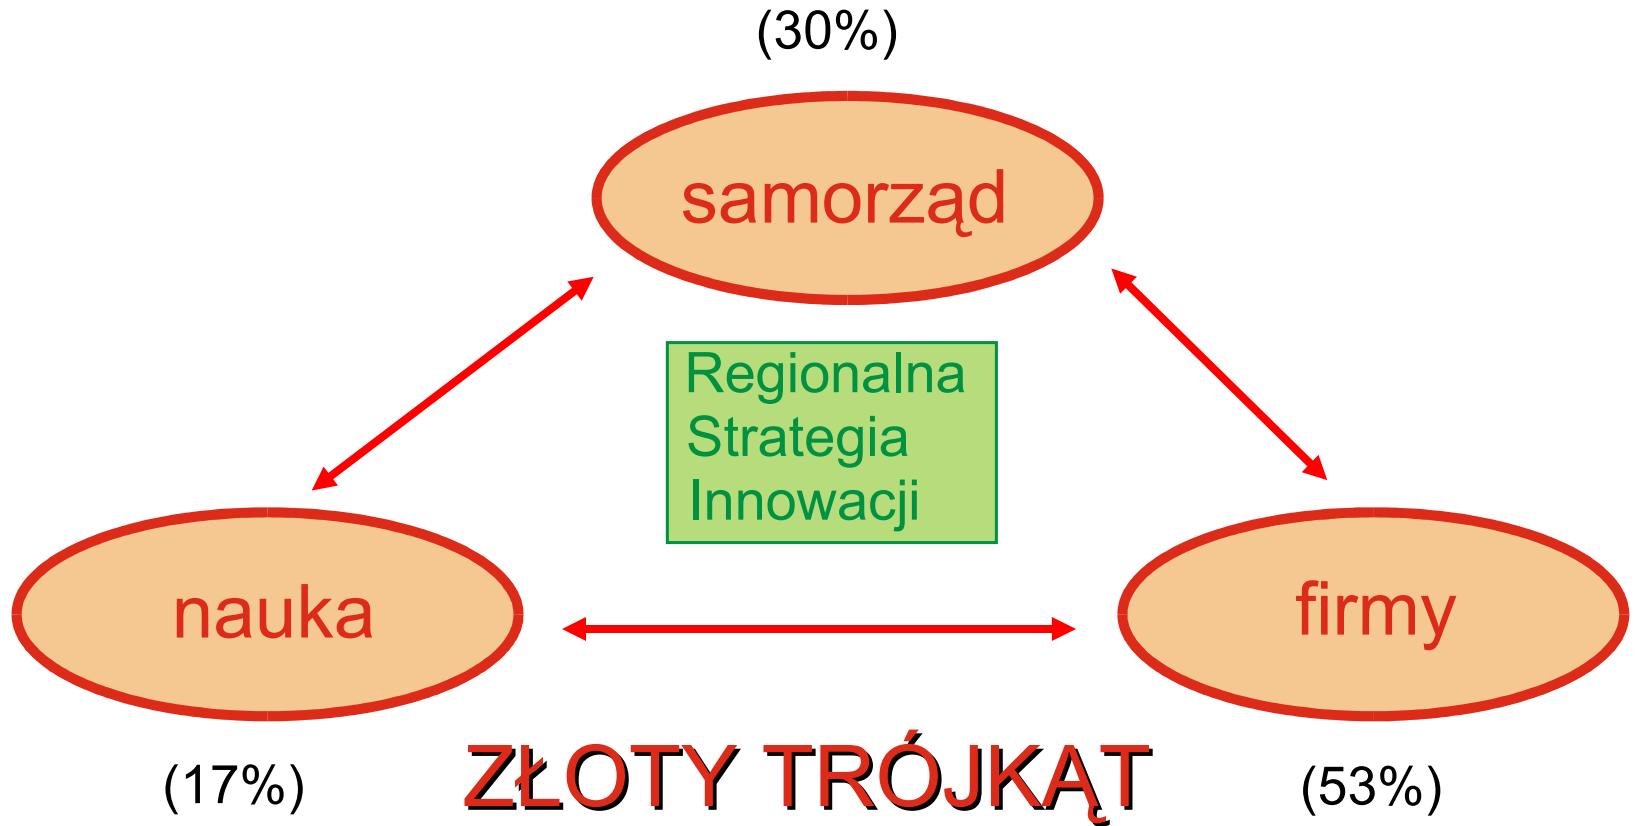 (30%)
samorząd
Regionalna
Strategia
Innowacji
nauka
firmy
(17%)
ZŁOTY TRÓJKĄT
(53%)